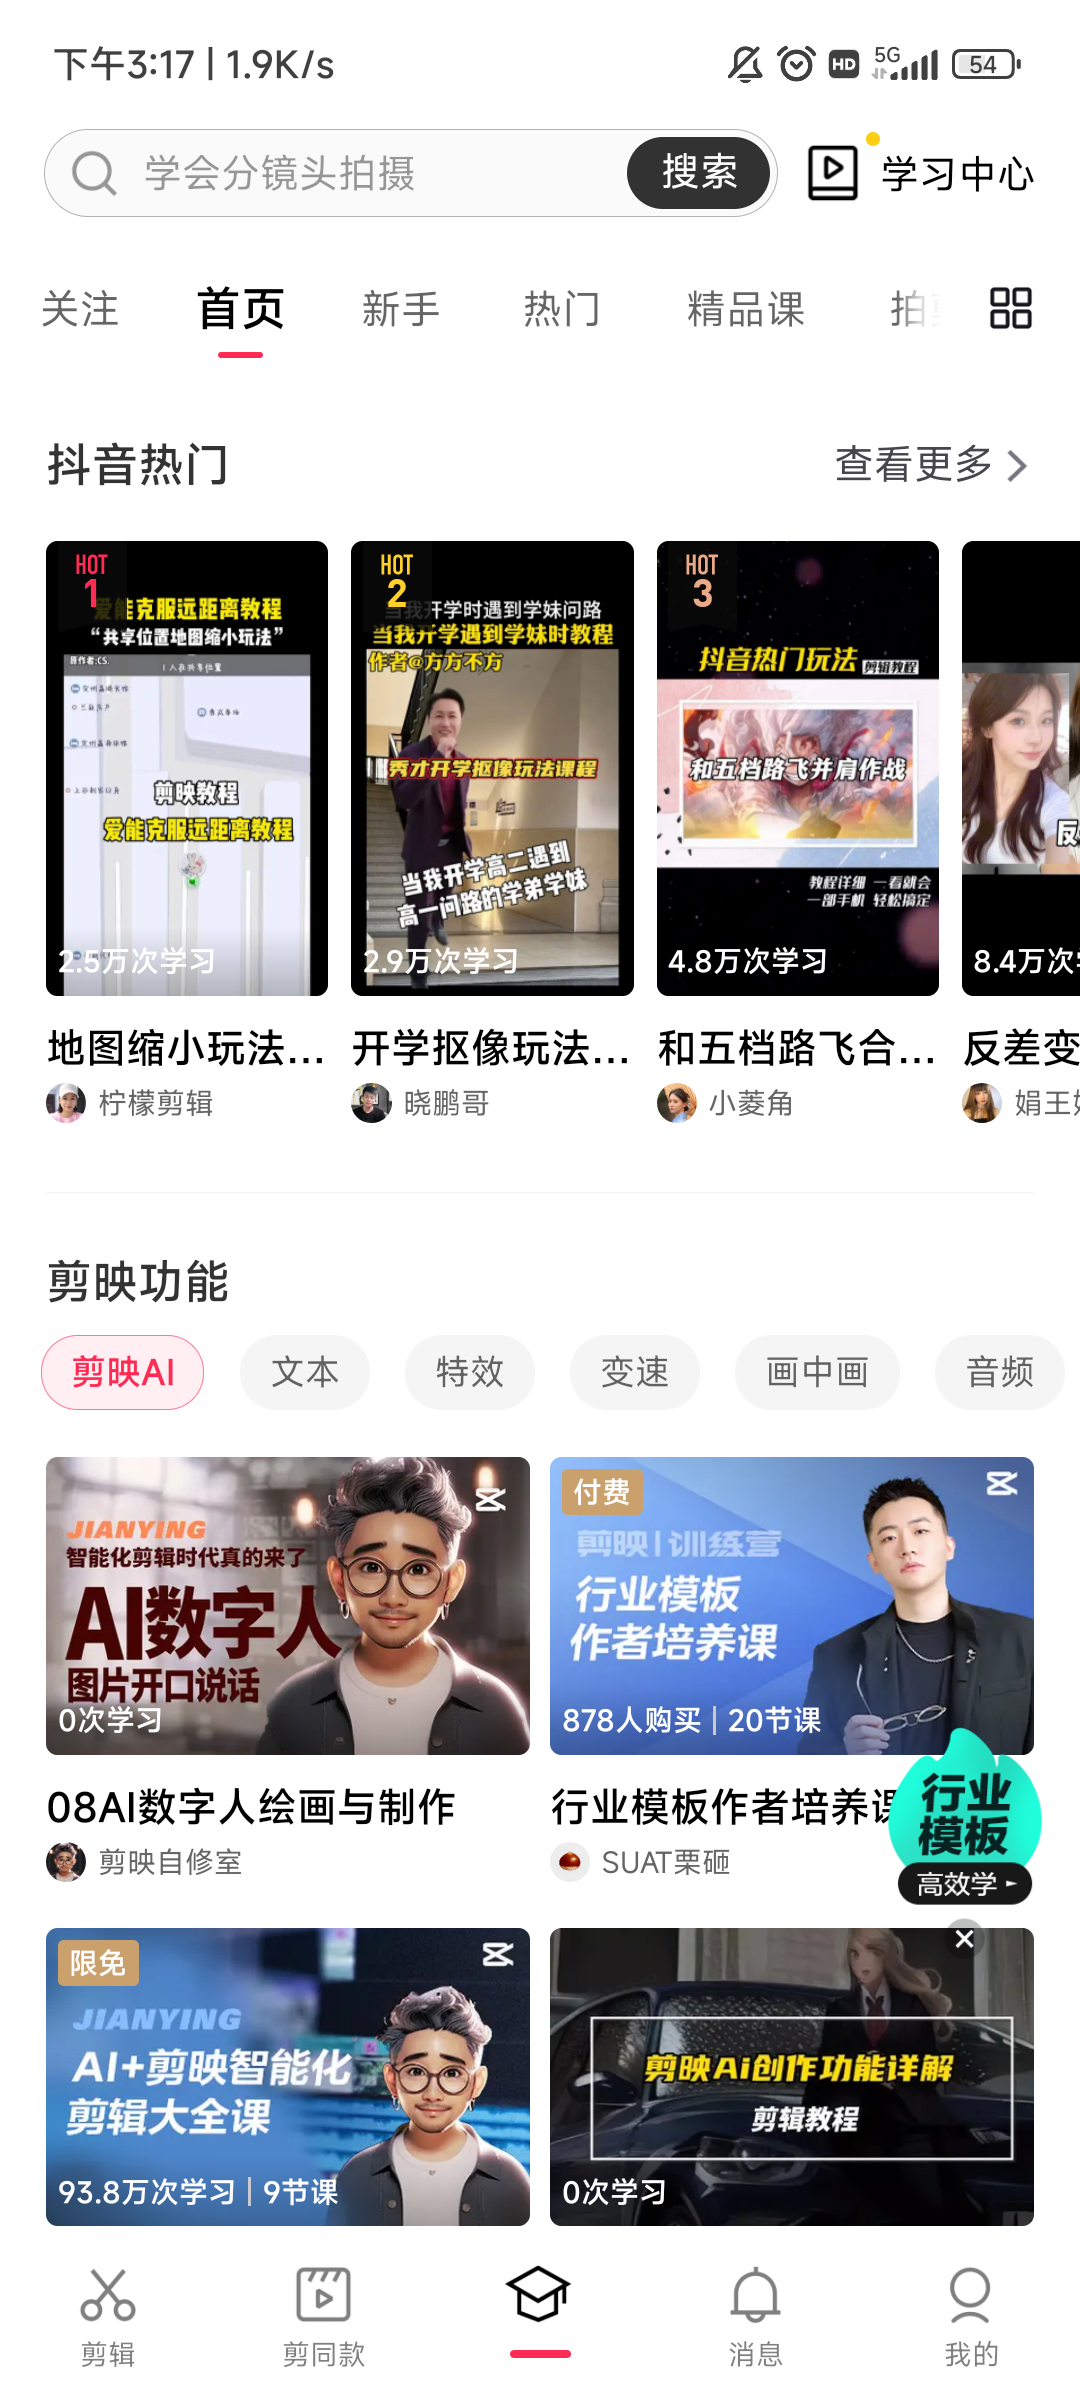 下午3:17 | 1.9K/s
HD
5G
54
学会分镜头拍摄
搜索
学习中心
关注
首页
新手
热门
精品课
拍
抖音热门
查看更多
HOT
1
爱能克服远距离教程
“共享位置地图缩小玩法”
原作者:CS.
1人在共享位置
剪映教程
爱能克服远距离教程
2.5万次学习
HOT
2
当我开学时遇到学妹问路
当我开学遇到学妹时教程
作者@方方不方
秀才开学抠像玩法课程
当我开学高二遇到
高一问路的学弟学妹
2.9万次学习
HOT
3
抖音热门玩法 剪辑教程
和五档路飞并肩作战
教程详细 一看就会
一部手机 轻松搞定
4.8万次学习
反
8.4万次
地图缩小玩法...
开学抠像玩法...
和五档路飞合...
反差变
柠檬剪辑
晓鹏哥
小菱角
娟王
剪映功能
剪映AI
文本
特效
变速
画中画
音频
JIANYING
智能化剪辑时代真的来了
AI数字人
图片开口说话
0次学习
付费
剪映|训练营
行业模板
作者培养课
878人购买 | 20节课
08AI数字人绘画与制作
剪映自修室
行业模板作者培养课
SUAT栗砸
行业
模板
高效学
限免
JIANYING
AI+剪映智能化
剪辑大全课
93.8万次学习 | 9节课
剪映Ai创作功能详解
剪辑教程
0次学习
剪辑
剪同款
消息
我的